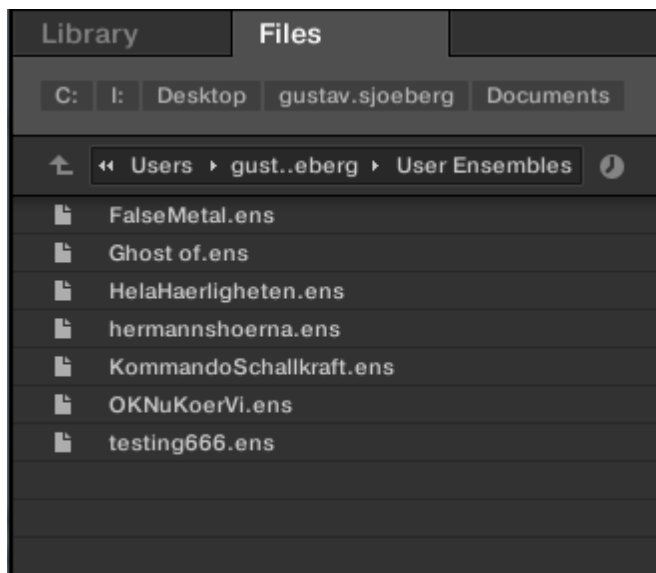 Library Files
C: I: Desktop gustav.sjoeberg Documents
Users gust..eberg User Ensembles
FalseMetal.ens
Ghost of.ens
HelaHaerligheten.ens
hermannshoerna.ens
KommandoSchallkraft.ens
OKNuKoerVi.ens
testing666.ens